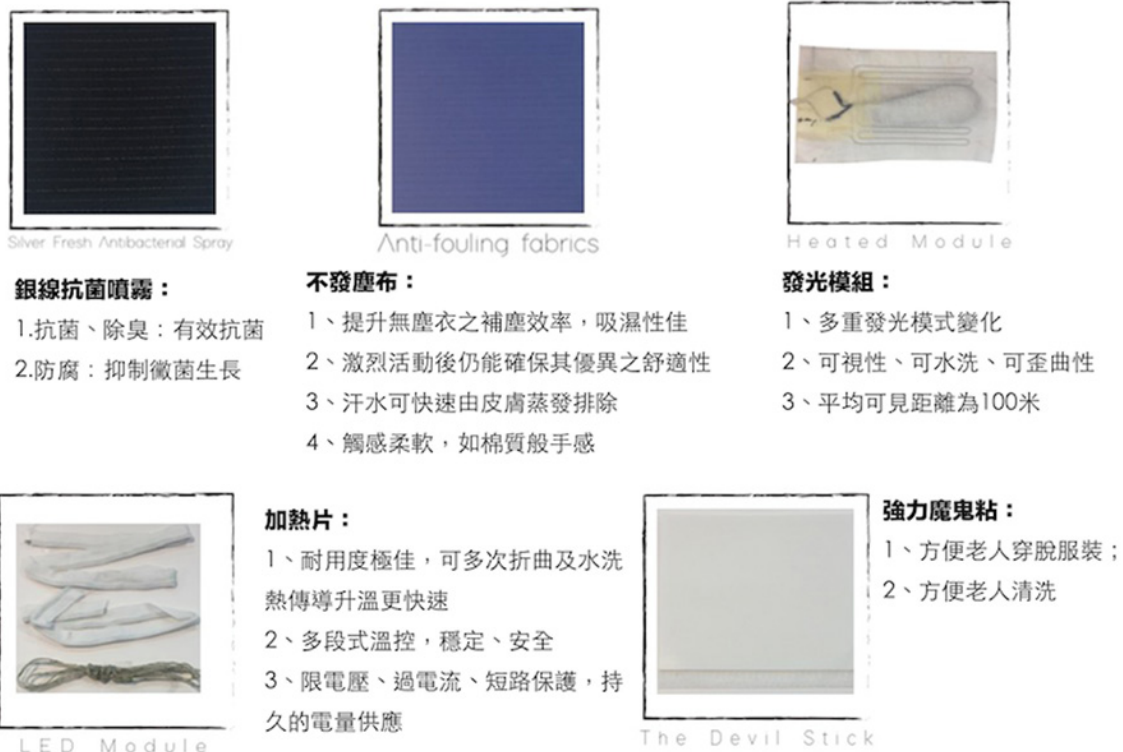 Silver Fresh Antibacterial Spray
銀線抗菌噴霧：
1.抗菌、除臭：有效抗菌
2.防腐：抑制黴菌生長
Anti-fouling fabrics
不發塵布：
1、提升無塵衣之補塵效率，吸濕性佳
2、激烈活動後仍能確保其優異之舒適性
3、汗水可快速由皮膚蒸發排除
4、觸感柔軟，如棉質般手感
Heated Module
發光模組：
1、多重發光模式變化
2、可視性、可水洗、可歪曲性
3、平均可見距離為100米
LED Module
加熱片：
1、耐用度極佳，可多次折曲及水洗
熱傳導升溫更快速
2、多段式溫控，穩定、安全
3、限電壓、過電流、短路保護，持
久的電量供應
The Devil Stick
強力魔鬼粘：
1、方便老人穿脫服裝；
2、方便老人清洗